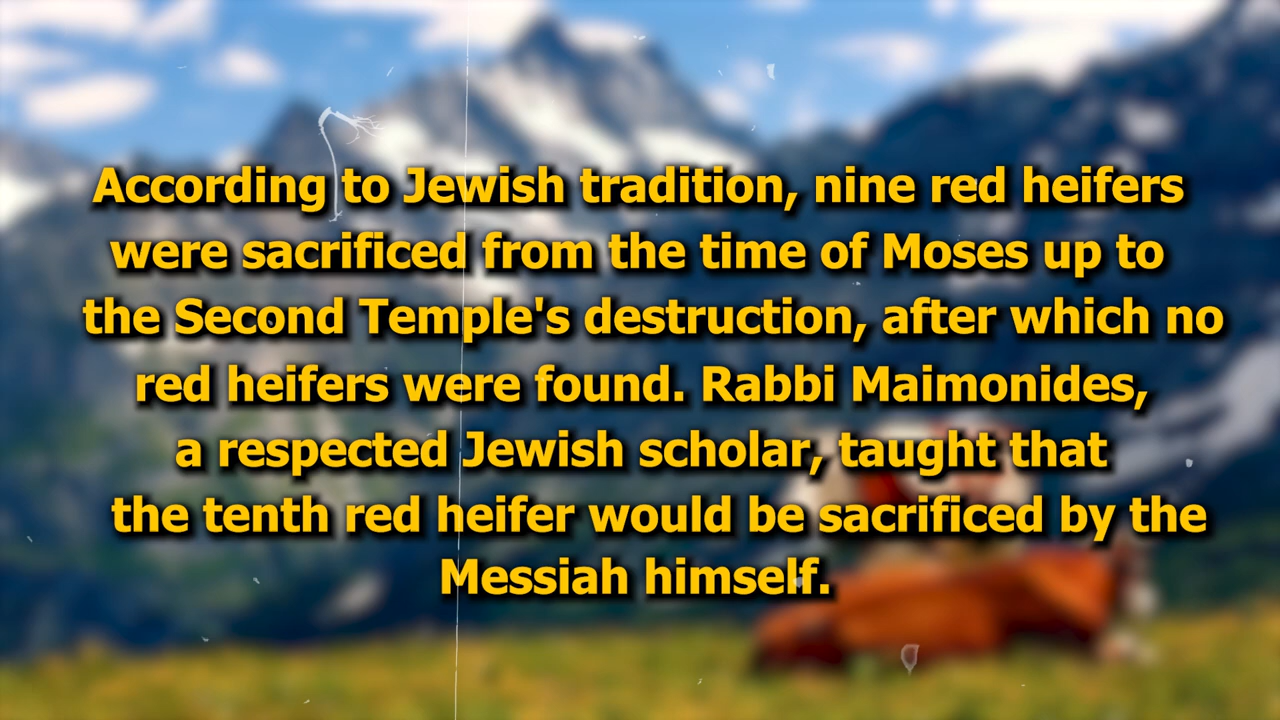 According to Jewish tradition, nine red heifers
were sacrificed from the time of Moses up to
the Second Temple's destruction, after which no
red heifers were found. Rabbi Maimonides,
a respected Jewish scholar, taught that
the tenth red heifer would be sacrificed by the
Messiah himself.